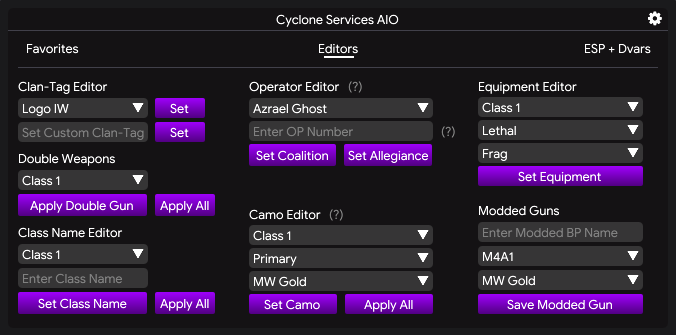 Cyclone Services AIO
Favorites
Editors
ESP + Dvars
Clan-Tag Editor
Logo IW
Set
Set Custom Clan-Tag
Set
Double Weapons
Class 1
Apply Double Gun
Apply All
Class Name Editor
Class 1
Enter Class Name
Set Class Name
Apply All
Operator Editor (?)
Azrael Ghost
Enter OP Number
(?)
Set Coalition
Set Allegiance
Camo Editor (?)
Class 1
Primary
MW Gold
Set Camo
Apply All
Equipment Editor
Class 1
Lethal
Frag
Set Equipment
Modded Guns
Enter Modded BP Name
M4A1
MW Gold
Save Modded Gun